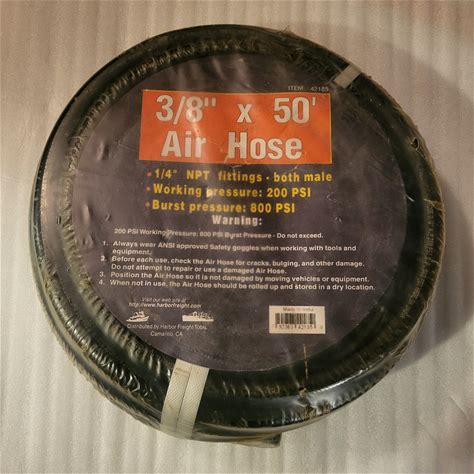 ITEM 42185
3/8" x 50'
Air Hose
• 1/4" NPT fittings - both male
• Working pressure: 200 PSI
• Burst pressure: 800 PSI
Warning:
200 PSI Working Pressure; 800 PSI Burst Pressure - Do not exceed.
1. Always wear ANSI approved Safety goggles when working with tools and
equipment.
2. Before each use, check the Air Hose for cracks, bulging, and other damage.
Do not attempt to repair or use a damaged Air Hose.
3. Position the Air Hose so it is not damaged by moving vehicles or equipment.
4. When not in use, the Air Hose should be rolled up and stored in a dry location.
Visit our web site at
http://www.harborfreight.com
Distributed by Harbor Freight Tools
Camarillo, CA
Made in India